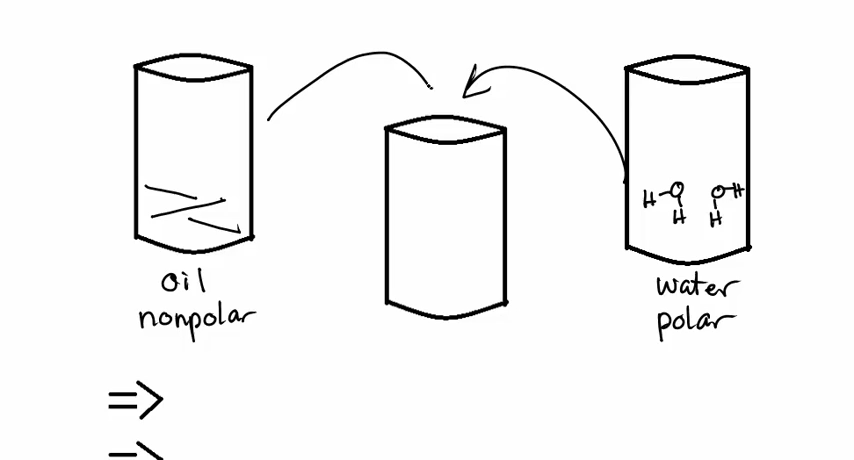 H-O O-H
H H
oil
nonpolar
water
polar
=>
=>